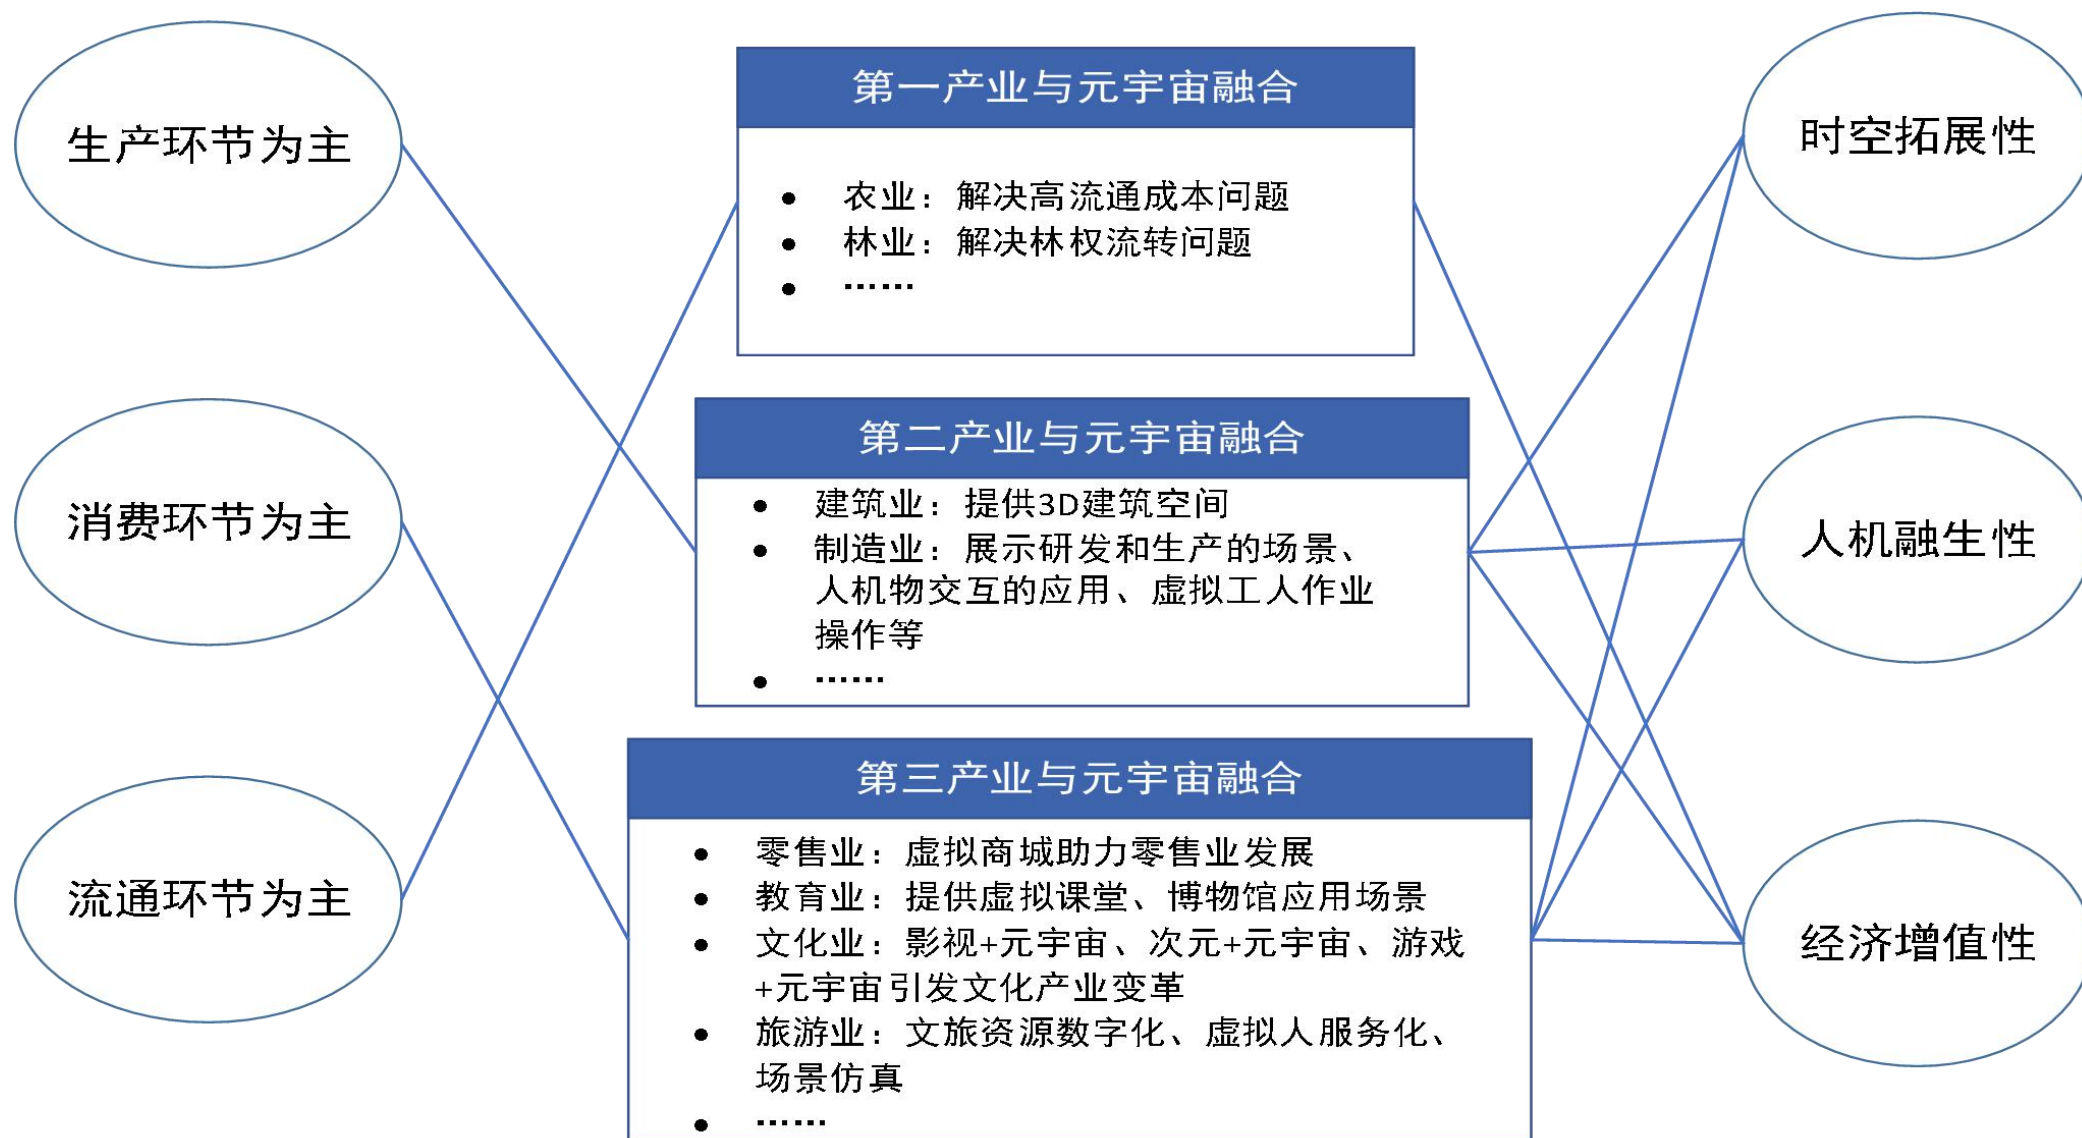 生产环节为主
消费环节为主
流通环节为主
第一产业与元宇宙融合
• 农业：解决高流通成本问题
• 林业：解决林权流转问题
• ……
第二产业与元宇宙融合
• 建筑业：提供3D建筑空间
• 制造业：展示研发和生产的场景、
人机物交互的应用、虚拟工人作业
操作等
• ……
第三产业与元宇宙融合
• 零售业：虚拟商城助力零售业发展
• 教育业：提供虚拟课堂、博物馆应用场景
• 文化业：影视+元宇宙、次元+元宇宙、游戏
+元宇宙引发文化产业变革
• 旅游业：文旅资源数字化、虚拟人服务化、
场景仿真
• ……
时空拓展性
人机融生性
经济增值性